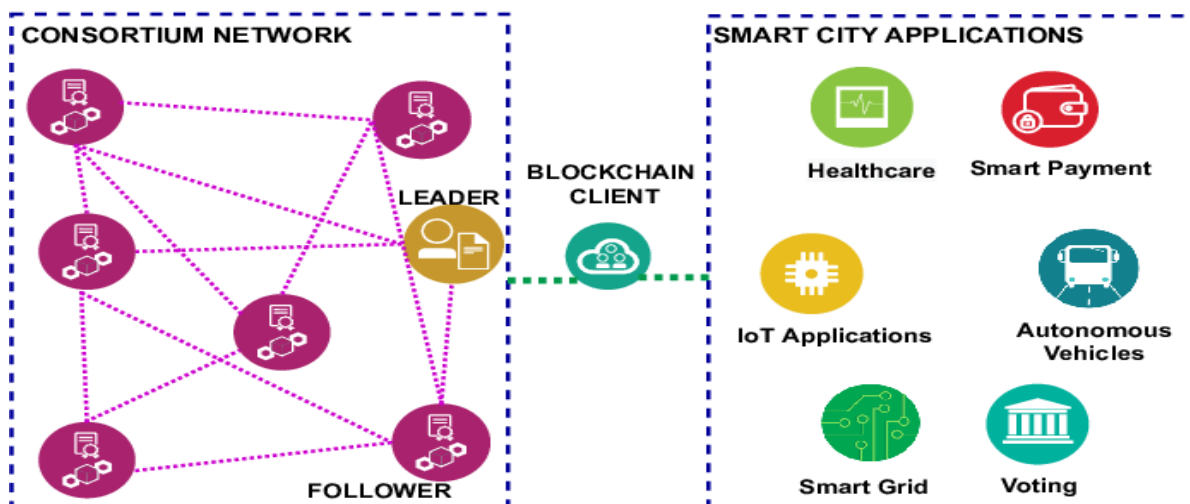 CONSORTIUM NETWORK
LEADER
FOLLOWER
BLOCKCHAIN
CLIENT
SMART CITY APPLICATIONS
Healthcare
Smart Payment
IoT Applications
Autonomous
Vehicles
Smart Grid
Voting